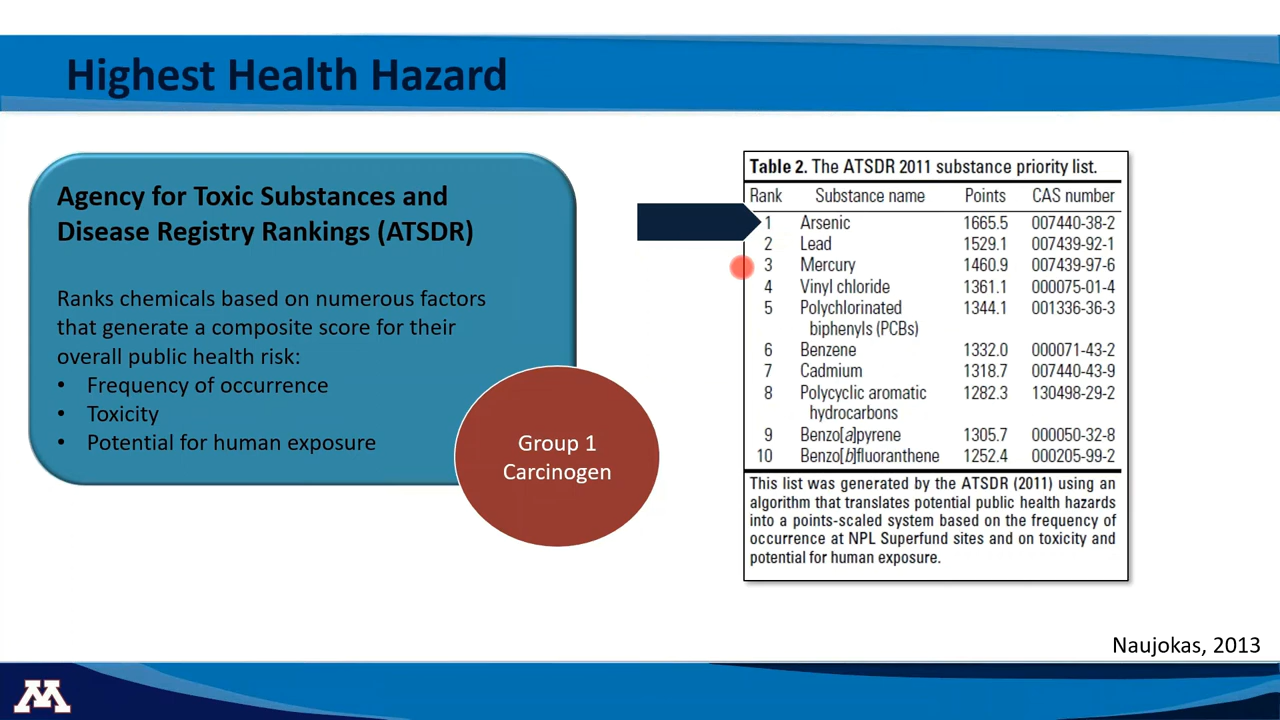 Highest Health Hazard
Agency for Toxic Substances and
Disease Registry Rankings (ATSDR)
Ranks chemicals based on numerous factors
that generate a composite score for their
overall public health risk:
• Frequency of occurrence
• Toxicity
• Potential for human exposure
Group 1
Carcinogen
Table 2. The ATSDR 2011 substance priority list.
Rank Substance name Points CAS number
1 Arsenic 1665.5 007440-38-2
2 Lead 1529.1 007439-92-1
3 Mercury 1460.9 007439-97-6
4 Vinyl chloride 1361.1 000075-01-4
5 Polychlorinated 1344.1 001336-36-3
biphenyls (PCBs)
6 Benzene 1332.0 000071-43-2
7 Cadmium 1318.7 007440-43-9
8 Polycyclic aromatic 1282.3 130498-29-2
hydrocarbons
9 Benzo[a]pyrene 1305.7 000050-32-8
10 Benzo[b]fluoranthene 1252.4 000205-99-2
This list was generated by the ATSDR (2011) using an
algorithm that translates potential public health hazards
into a points-scaled system based on the frequency of
occurrence at NPL Superfund sites and on toxicity and
potential for human exposure.
Naujokas, 2013
M